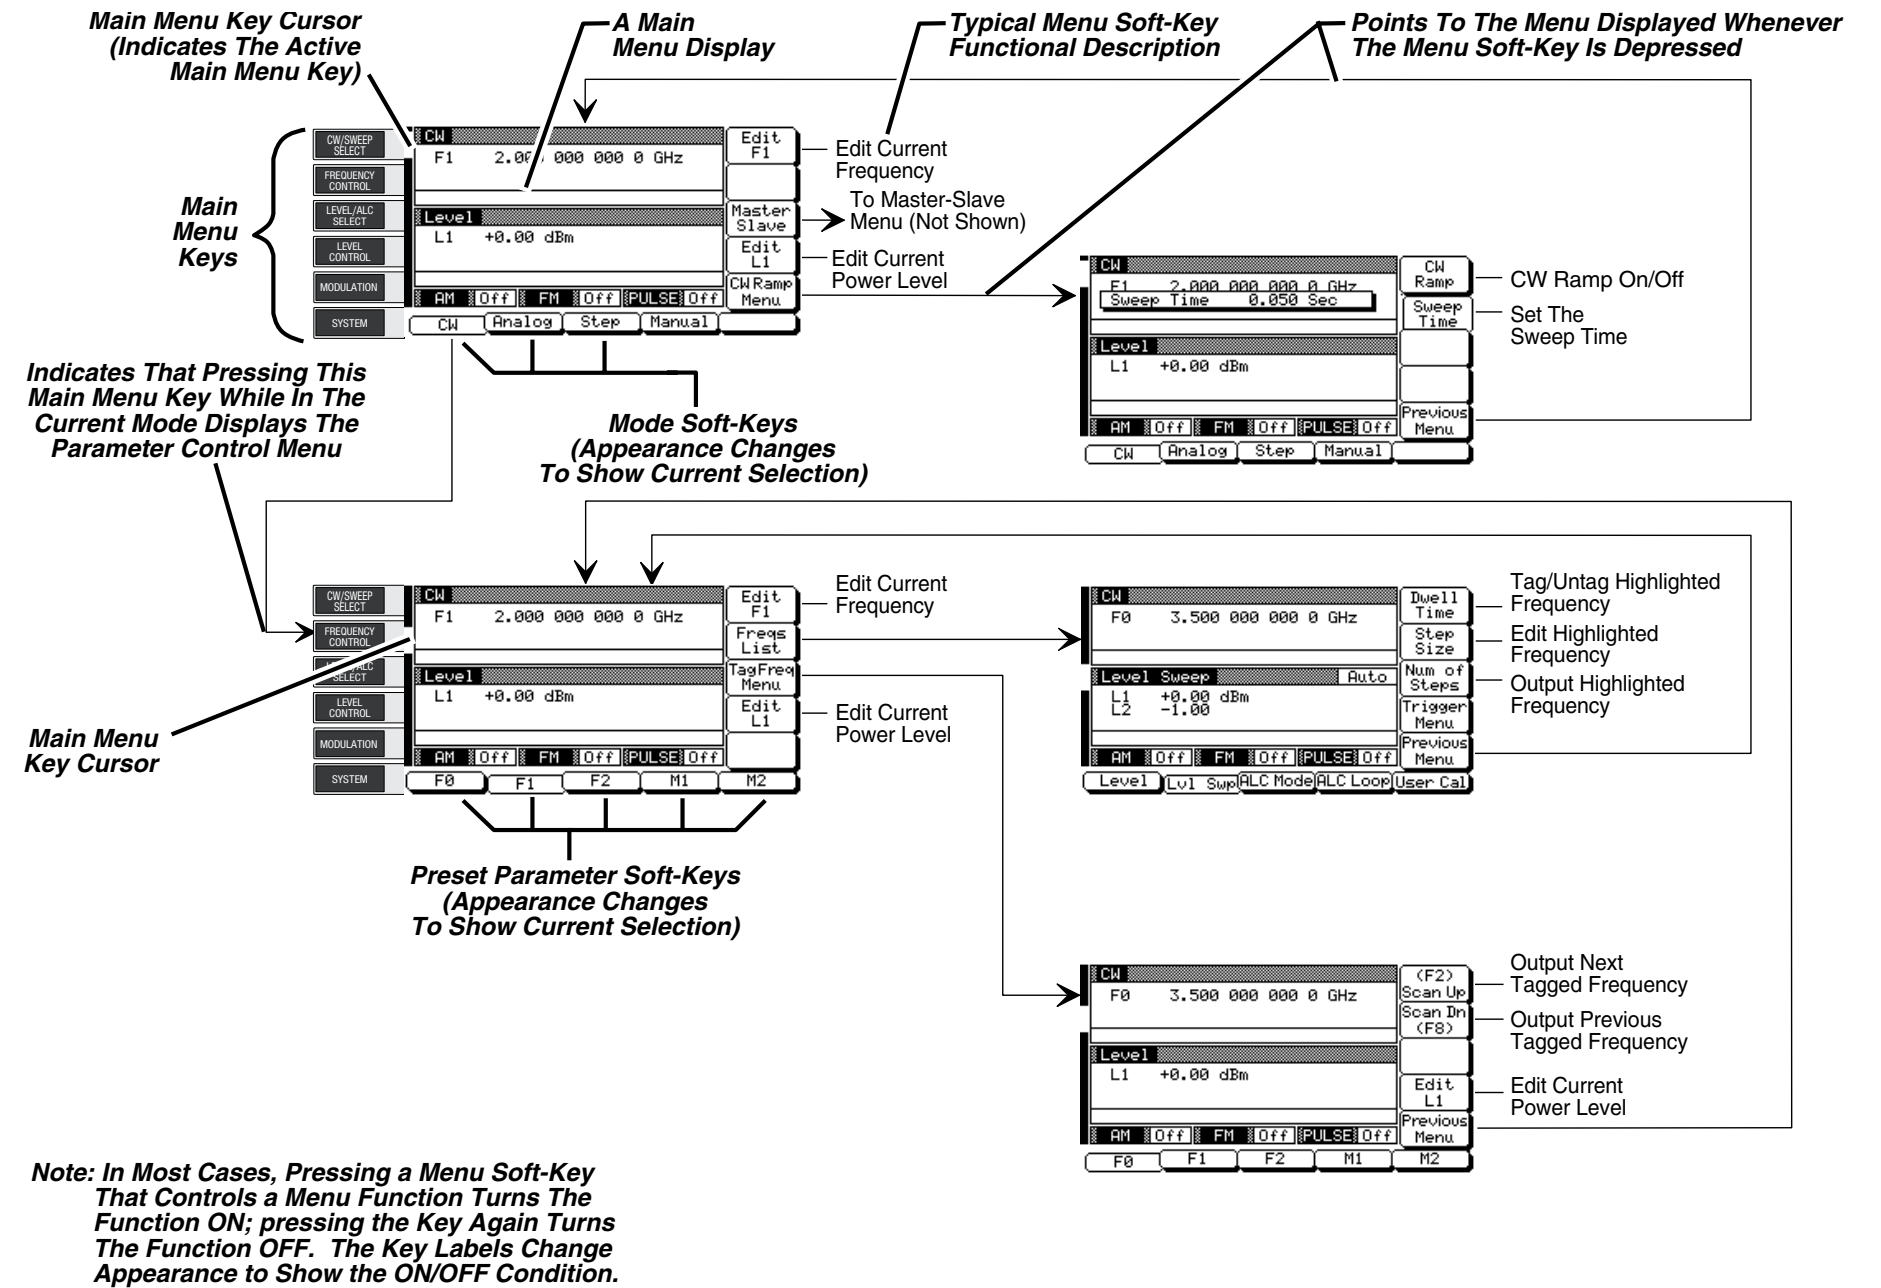 Main Menu Key Cursor
(Indicates The Active
Main Menu Key)
A Main
Menu Display
Typical Menu Soft-Key
Functional Description
Points To The Menu Displayed Whenever
The Menu Soft-Key Is Depressed
Main
Menu
Keys
CW/SWEEP
SELECT
FREQUENCY
CONTROL
LEVEL/ALC
SELECT
LEVEL
CONTROL
MODULATION
SYSTEM
CW
F1 2.000 000 000 0 GHz
Level
L1 +0.00 dBm
AM Off FM Off PULSE Off
CW Analog Step Manual
Edit
F1
Master
Slave
Edit
L1
CW Ramp
Menu
Edit Current
Frequency
To Master-Slave
Menu (Not Shown)
Edit Current
Power Level
CW
F1 2.000 000 000 0 GHz
Sweep Time 0.050 Sec
Level
L1 +0.00 dBm
AM Off FM Off PULSE Off
CW Analog Step Manual
CW
Ramp
Sweep
Time
Previous
Menu
CW Ramp On/Off
Set The
Sweep Time
Indicates That Pressing This
Main Menu Key While In The
Current Mode Displays The
Parameter Control Menu
Mode Soft-Keys
(Appearance Changes
To Show Current Selection)
CW/SWEEP
SELECT
FREQUENCY
CONTROL
LEVEL/ALC
SELECT
LEVEL
CONTROL
MODULATION
SYSTEM
Main Menu
Key Cursor
CW
F1 2.000 000 000 0 GHz
Level
L1 +0.00 dBm
AM Off FM Off PULSE Off
F0 F1 F2 M1 M2
Edit
F1
Freqs
List
TagFreq
Menu
Edit
L1
Edit Current
Frequency
Edit Current
Power Level
Preset Parameter Soft-Keys
(Appearance Changes
To Show Current Selection)
CW
F0 3.500 000 000 0 GHz
Level Sweep Auto
L1 +0.00 dBm
L2 -1.00
AM Off FM Off PULSE Off
Level Lvl Swp ALC Mode ALC Loop User Cal
Dwell
Time
Step
Size
Num of
Steps
Trigger
Menu
Previous
Menu
Tag/Untag Highlighted
Frequency
Edit Highlighted
Frequency
Output Highlighted
Frequency
CW
F0 3.500 000 000 0 GHz
Level
L1 +0.00 dBm
AM Off FM Off PULSE Off
F0 F1 F2 M1 M2
(F2)
Scan Up
Scan Dn
(F8)
Edit
L1
Previous
Menu
Output Next
Tagged Frequency
Output Previous
Tagged Frequency
Edit Current
Power Level
Note: In Most Cases, Pressing a Menu Soft-Key
That Controls a Menu Function Turns The
Function ON; pressing the Key Again Turns
The Function OFF. The Key Labels Change
Appearance to Show the ON/OFF Condition.